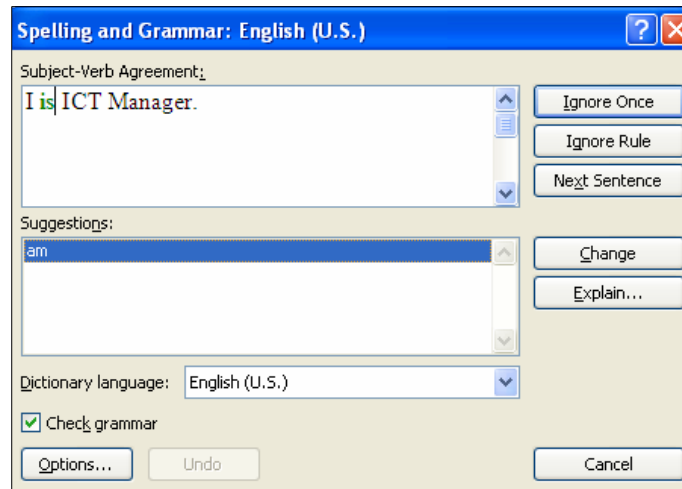 Spelling and Grammar: English (U.S.)
Subject-Verb Agreement:
I is ICT Manager.
Ignore Once
Ignore Rule
Next Sentence
Suggestions:
am
Change
Explain...
Dictionary language: English (U.S.)
Check grammar
Options... Undo Cancel